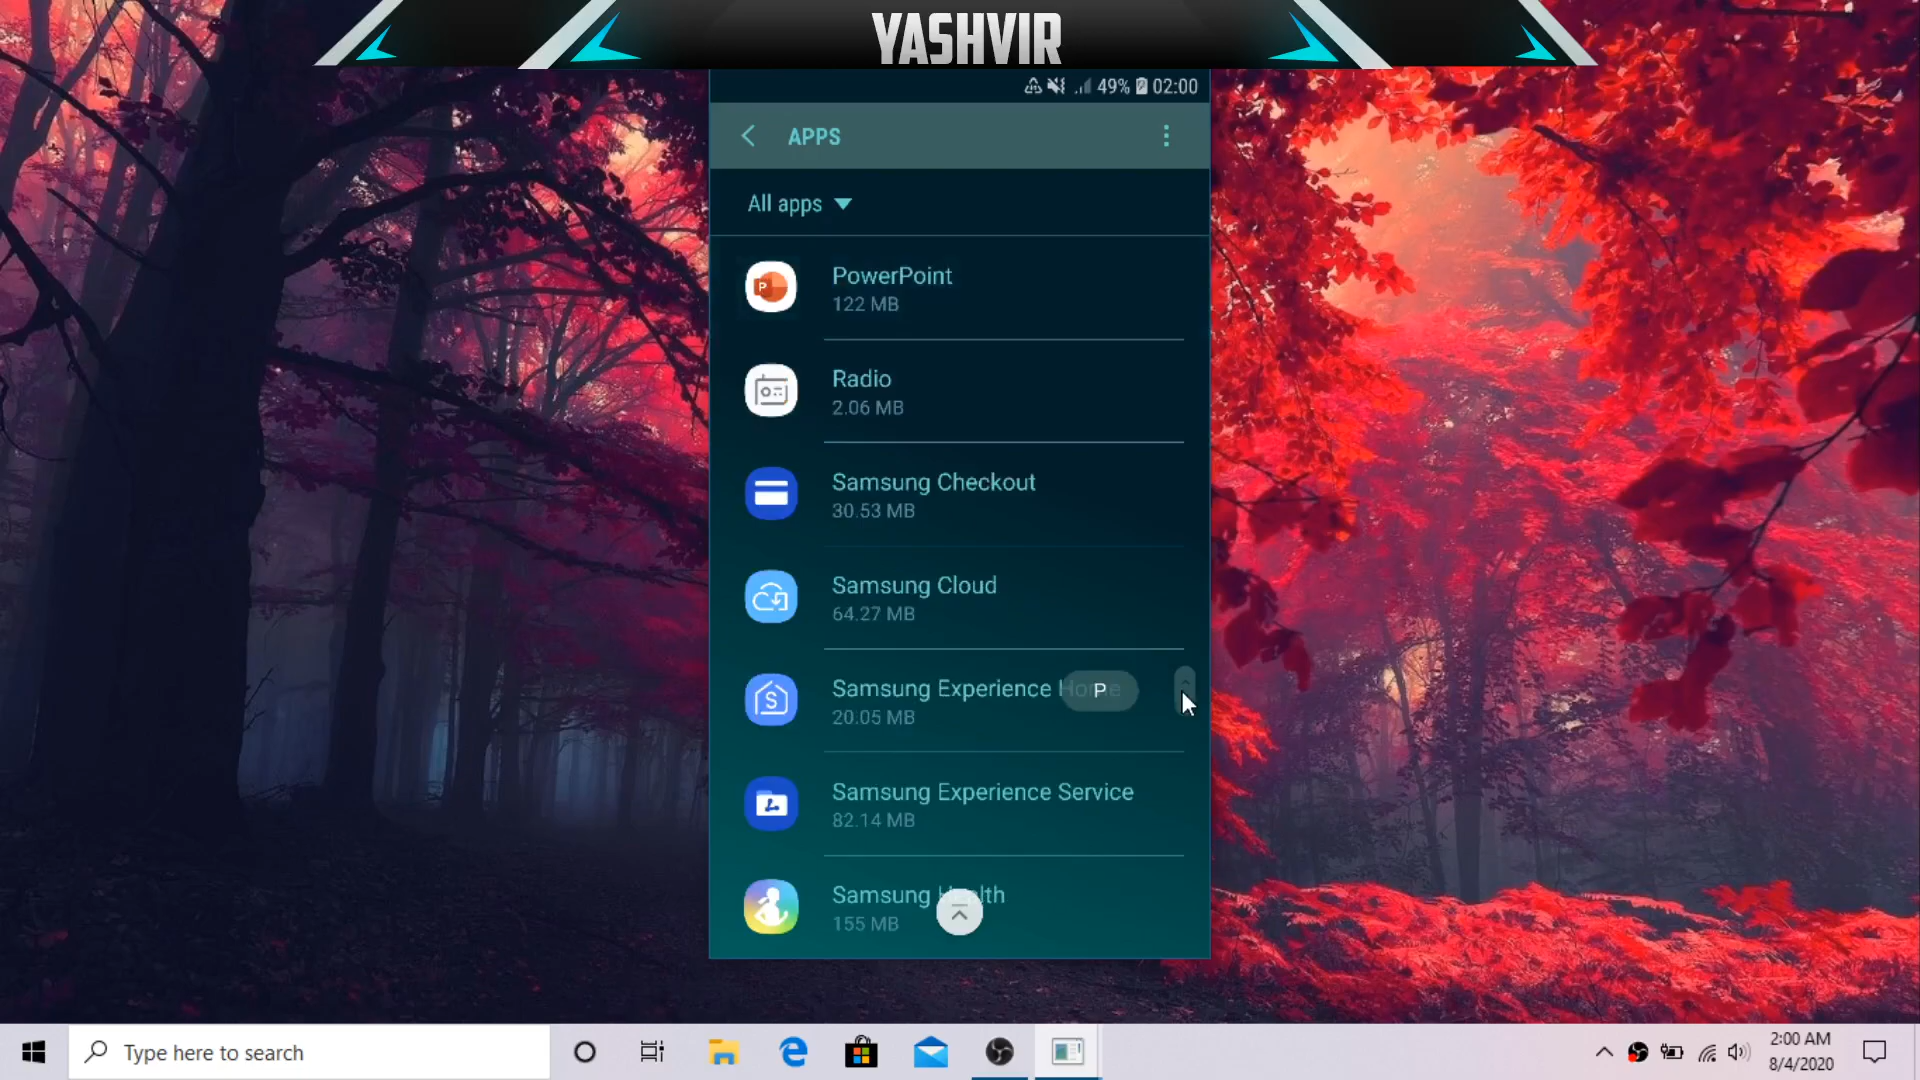 YASHVIR
49% 02:00
APPS
All apps
PowerPoint
122 MB
Radio
2.06 MB
Samsung Checkout
30.53 MB
Samsung Cloud
64.27 MB
Samsung Experience Home
P
20.05 MB
Samsung Experience Service
82.14 MB
Samsung Health
155 MB
Type here to search
2:00 AM
8/4/2020